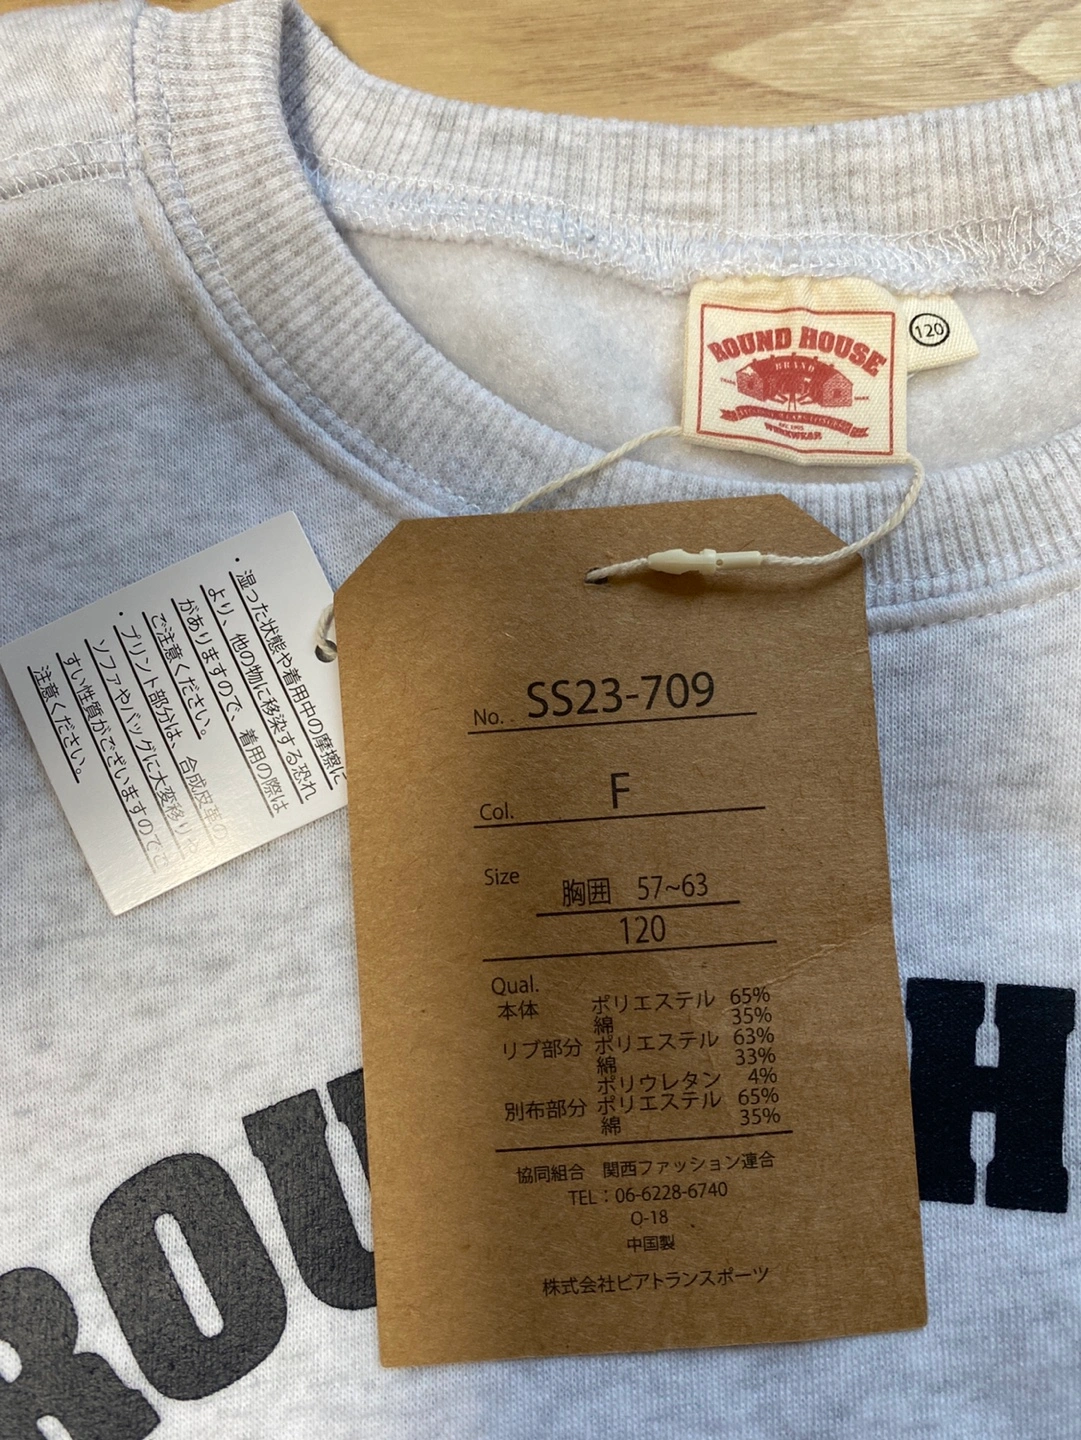 ROUND HOUSE
BRAND
WORKWEAR
120
・湿った状態や着用中の摩擦に
より、他の物に移染する恐れ
がありますので、着用の際は
ご注意ください。
・プリント部分は、合成皮革の
ソファやバッグに大変移りや
すい性質がございますのでご
注意ください。
No. SS23-709
Col. F
Size 胸囲 57~63
120
Qual.
本体 ポリエステル 65%
綿 35%
リブ部分 ポリエステル 63%
綿 33%
ポリウレタン 4%
別布部分 ポリエステル 65%
綿 35%
協同組合 関西ファッション連合
TEL:06-6228-6740
O-18
中国製
株式会社ビアトランスポーツ
ROU H